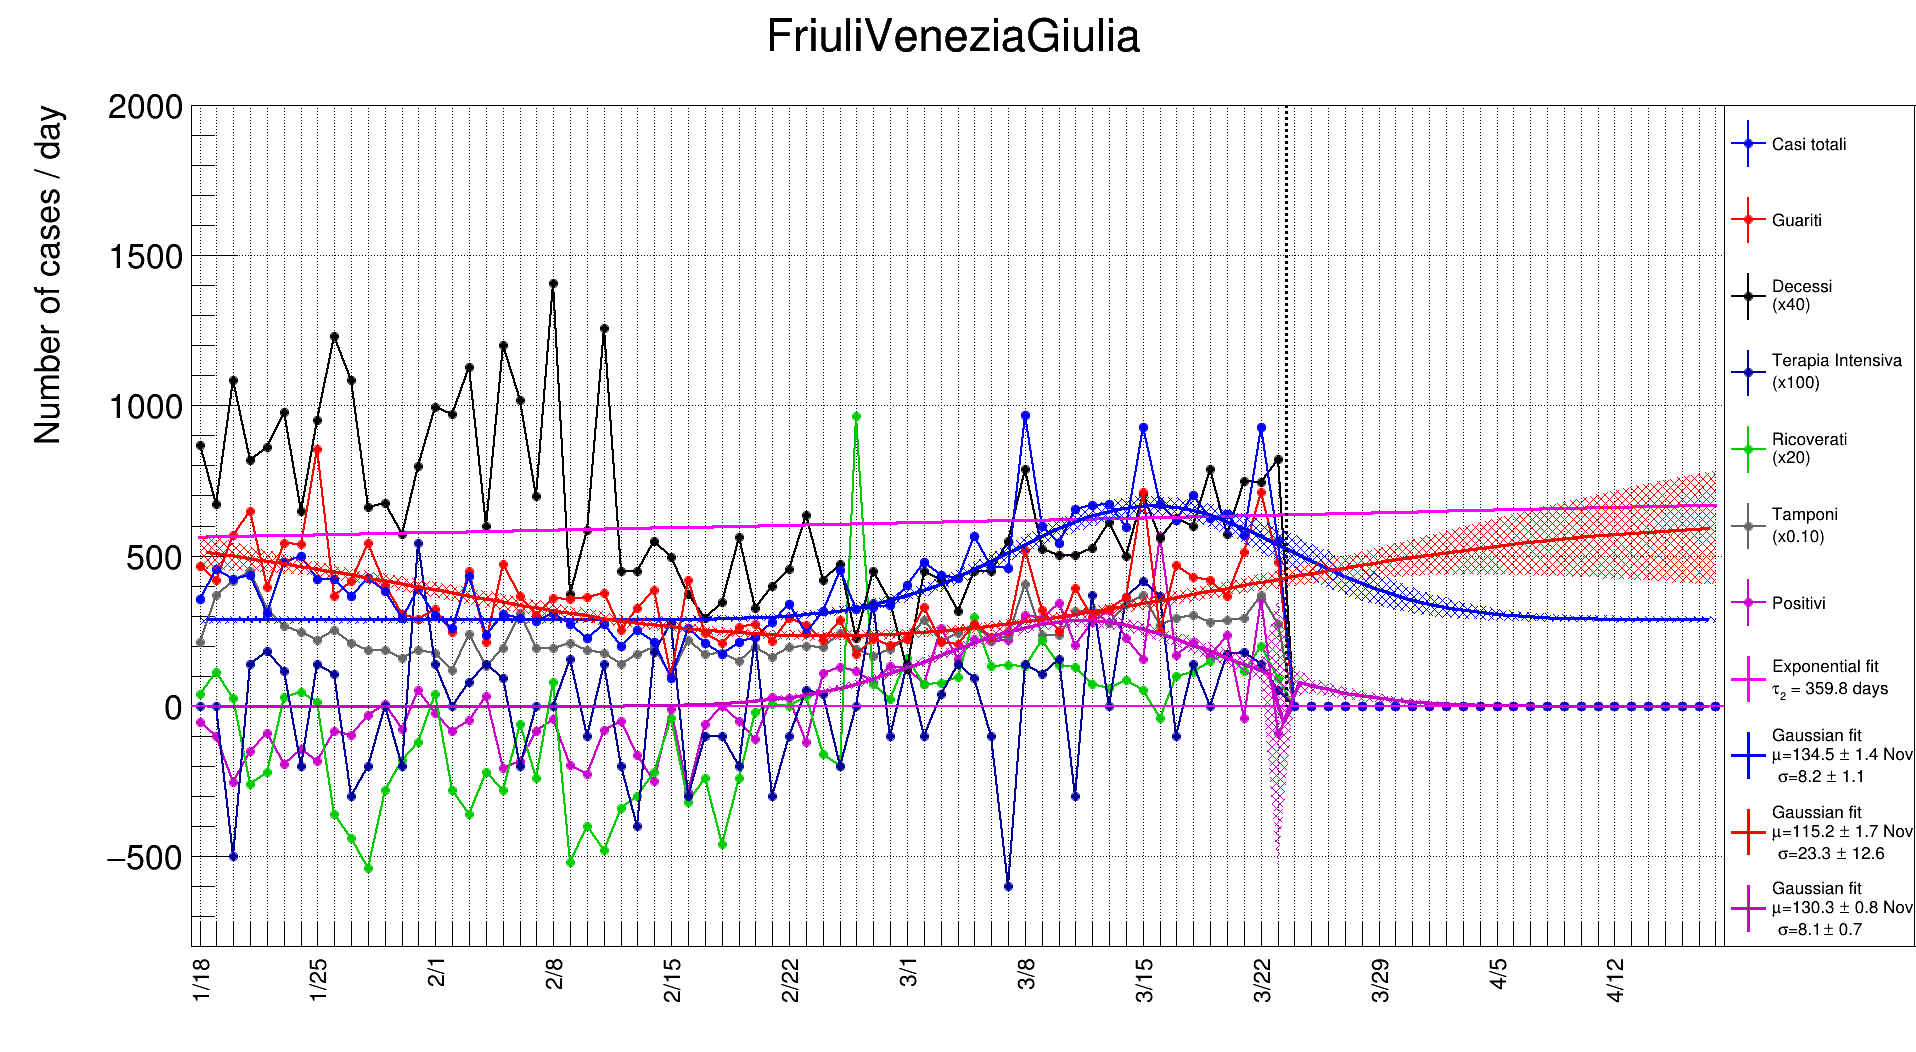 FriuliVeneziaGiulia
Number of cases / day
2000
1500
1000
500
0
−500
1/18
1/25
2/1
2/8
2/15
2/22
3/1
3/8
3/15
3/22
3/29
4/5
4/12
Casi totali
Guariti
Decessi
(x40)
Terapia Intensiva
(x100)
Ricoverati
(x20)
Tamponi
(x0.10)
Positivi
Exponential fit
τ₂ = 359.8 days
Gaussian fit
μ=134.5 ± 1.4 Nov
σ=8.2 ± 1.1
Gaussian fit
μ=115.2 ± 1.7 Nov
σ=23.3 ± 12.6
Gaussian fit
μ=130.3 ± 0.8 Nov
σ=8.1 ± 0.7